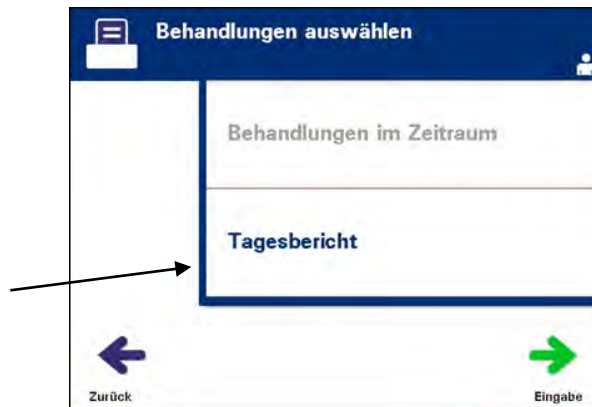 Behandlungen auswählen
Behandlungen im Zeitraum
Tagesbericht
Zurück
Eingabe